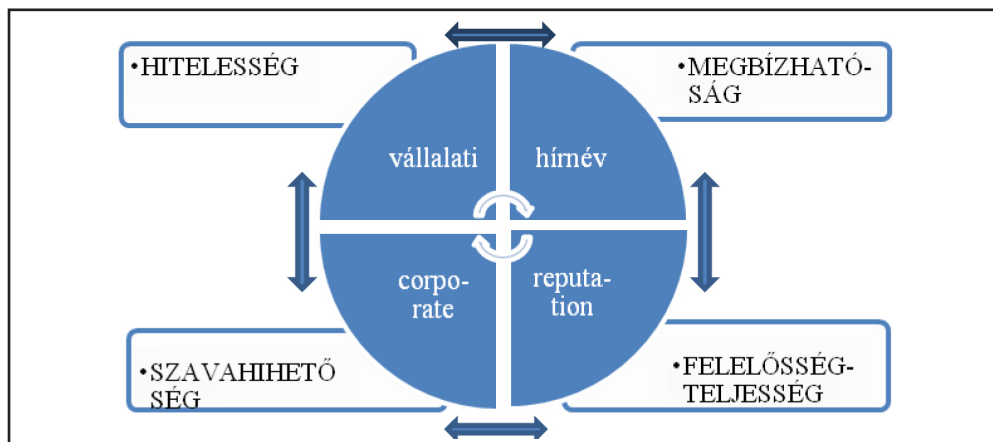 •HITELESSÉG
•MEGBÍZHATÓ-
SÁG
vállalati
hírnév
corpo-
rate
reputa-
tion
•SZAVAHIHETŐ
SÉG
•FELELŐSSÉG-
TELJESSÉG